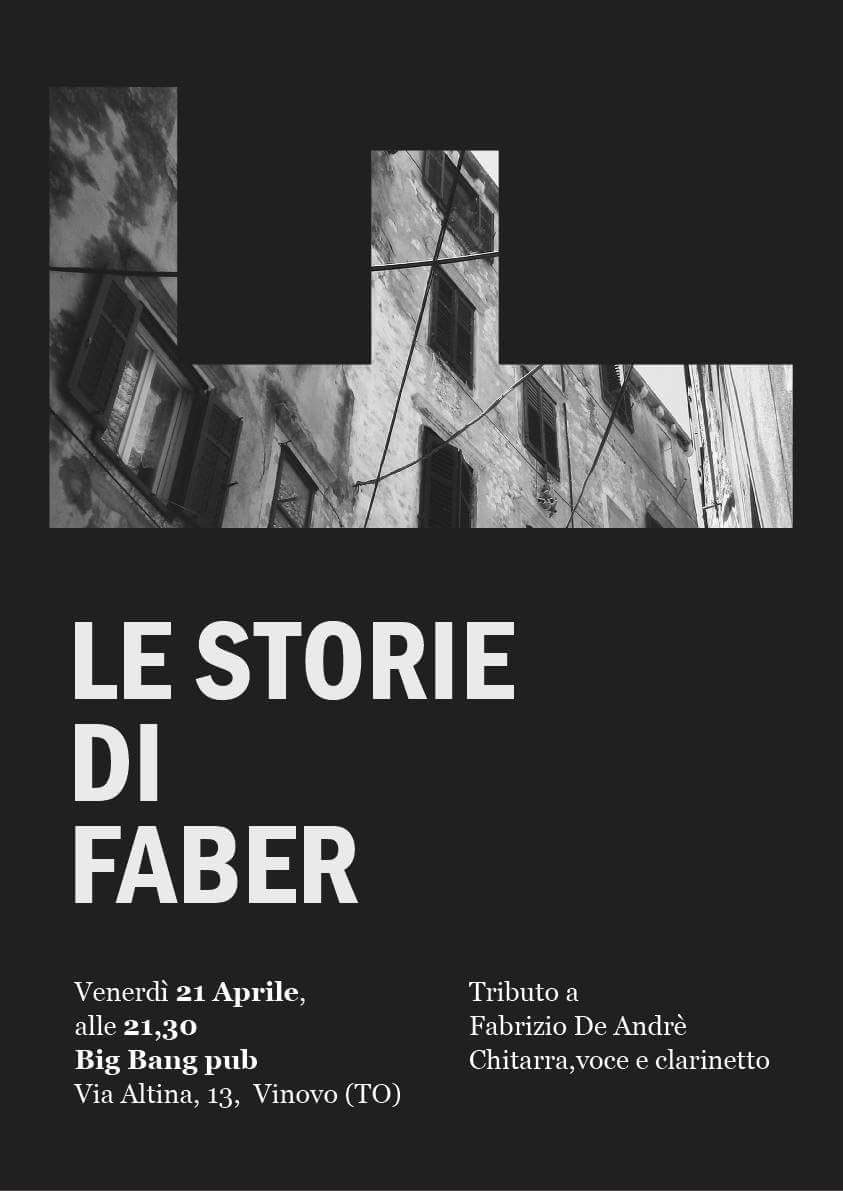 LE STORIE
DI
FABER
Venerdì 21 Aprile,
alle 21,30
Big Bang pub
Via Altina, 13,  Vinovo (TO)
Tributo a
Fabrizio De Andrè
Chitarra,voce e clarinetto